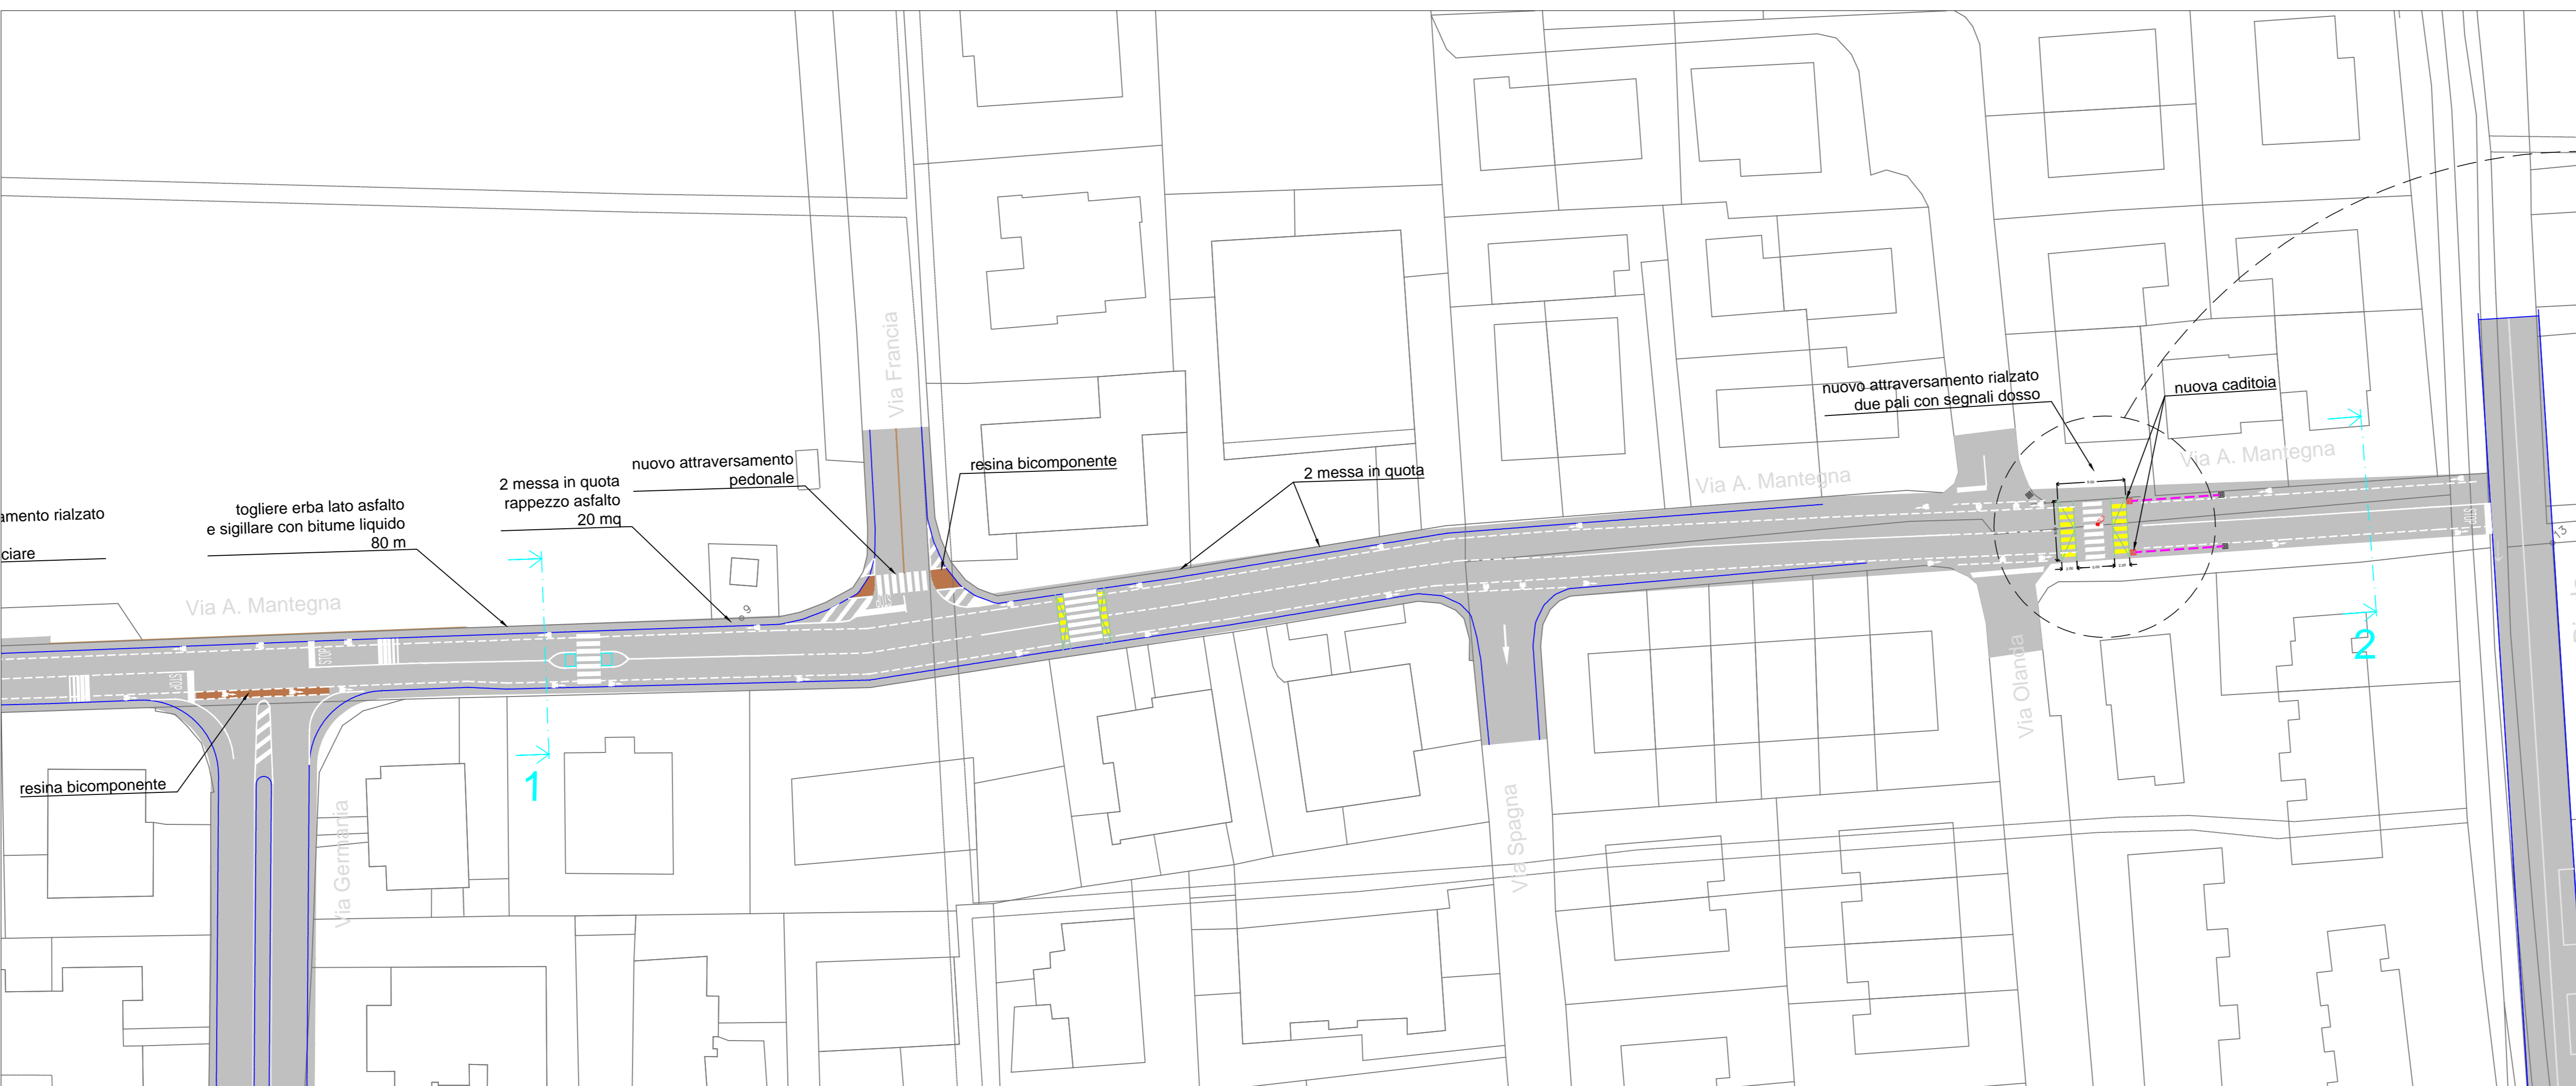 amento rialzato
ciare
togliere erba lato asfalto
e sigillare con bitume liquido
80 m
2 messa in quota
rappezzo asfalto
20 mq
nuovo attraversamento
pedonale
resina bicomponente
2 messa in quota
nuovo attraversamento rialzato
due pali con segnali dosso
nuova caditoia
Via Francia
Via A. Mantegna
Via A. Mantegna
Via A. Mantegna
9
13
STOP
STOP
STOP
STOP
resina bicomponente
1
2
Via Germania
Via Spagna
Via Olanda